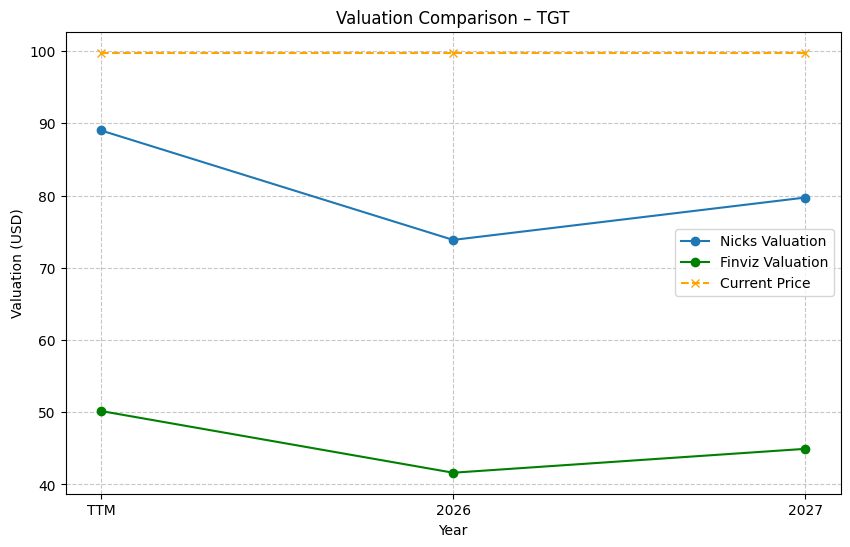 Valuation Comparison – TGT
Valuation (USD)
100
90
80
70
60
50
40
Nicks Valuation
Finviz Valuation
Current Price
TTM
2026
2027
Year